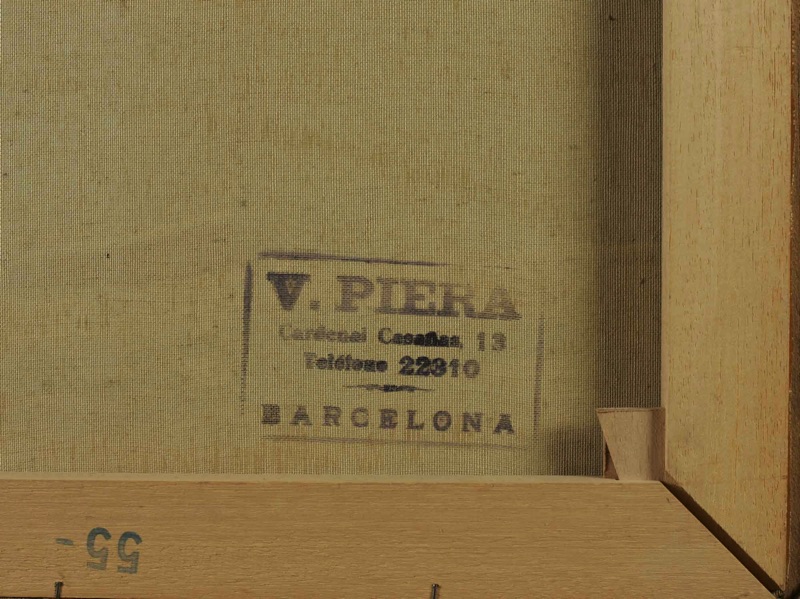 V. PIERA
Cardenal Casañas, 13
Teléfono 22310
BARCELONA
55-